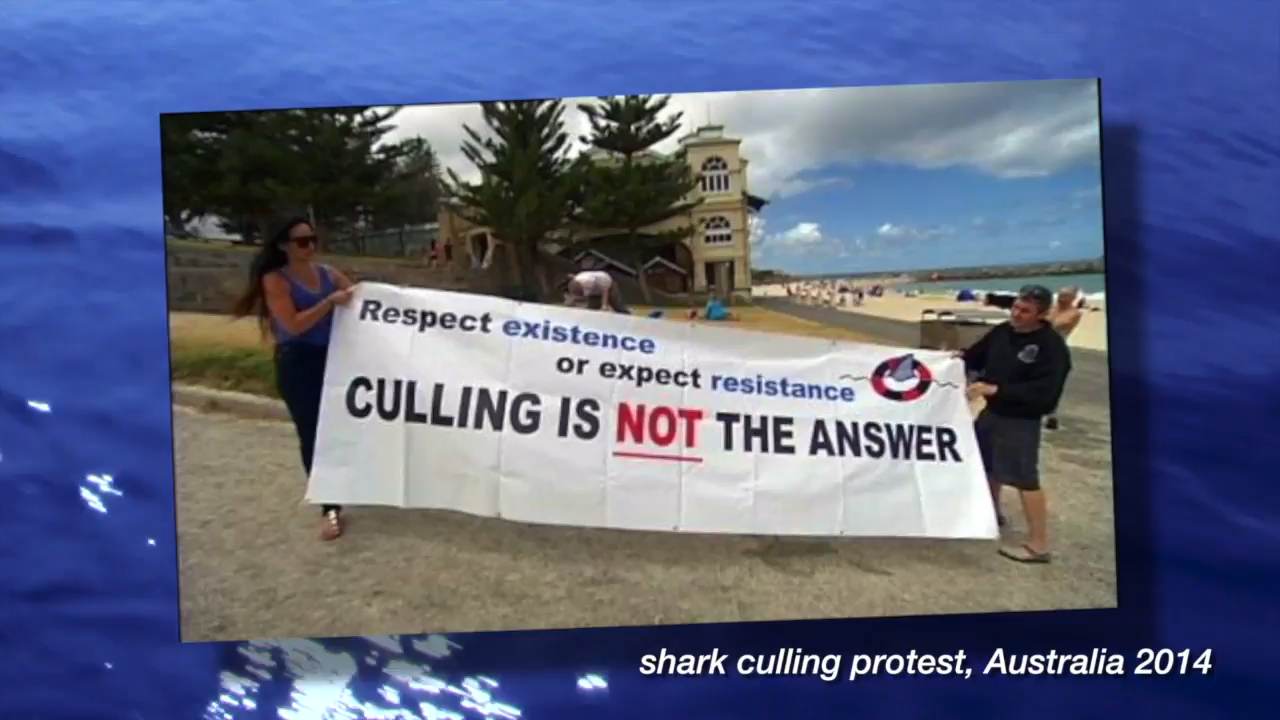 Respect existence
or expect resistance
CULLING IS NOT THE ANSWER
shark culling protest, Australia 2014